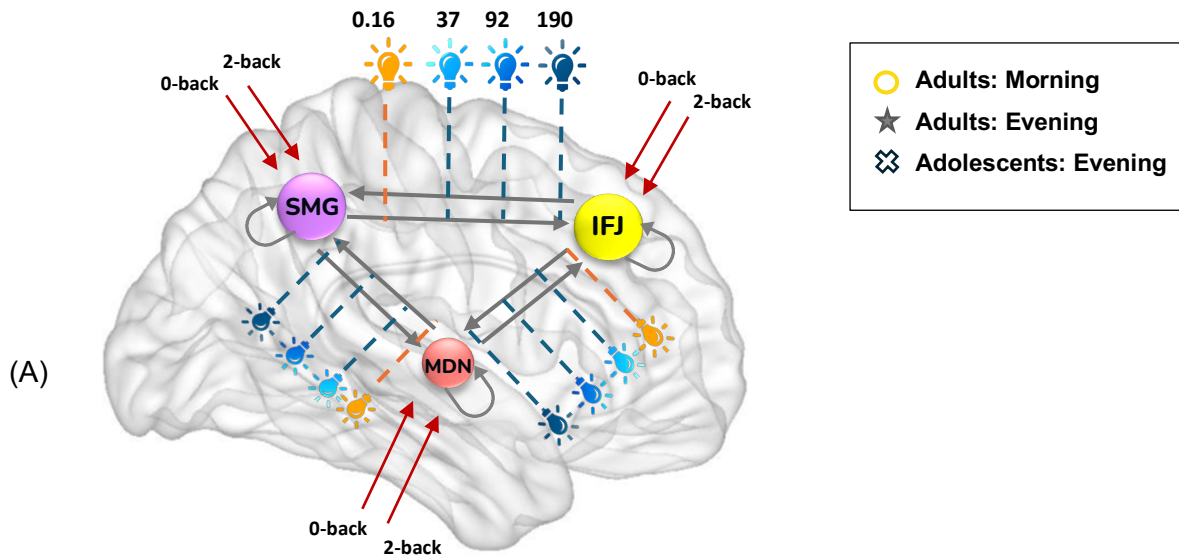 0.16 37 92 190
2-back
0-back
0-back
2-back
Adults: Morning
Adults: Evening
Adolescents: Evening
SMG
IFJ
MDN
(A)
0-back
2-back